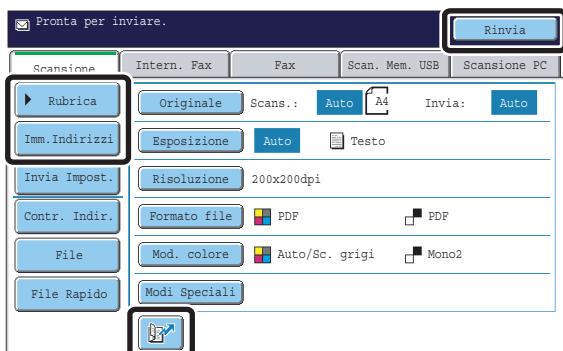 Pronta per inviare.
Rinvia
Scansione Intern. Fax Fax Scan. Mem. USB Scansione PC
Rubrica Originale Scans.: Auto A4 Invia: Auto
Imm.Indirizzi Esposizione Auto Testo
Invia Impost. Risoluzione 200x200dpi
Contr. Indir. Formato file PDF PDF
File Mod. colore Auto/Sc. grigi Mono2
File Rapido Modi Speciali